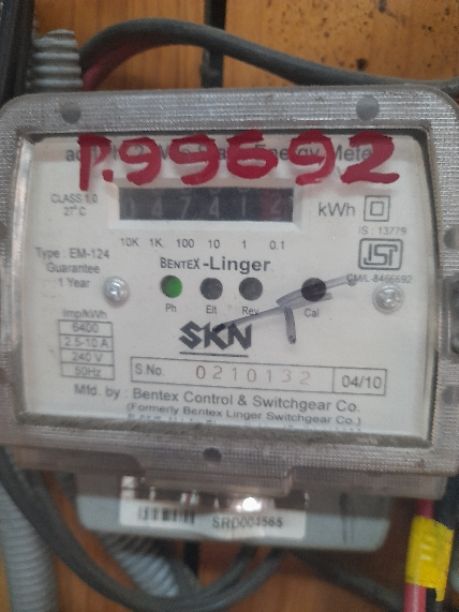 P.99692
CLASS 1.0
27°C
kWh
IS : 13779
10K 1K 100 10 1 0.1
BENTEX-Linger
Type : EM-124
Guarantee
1 Year
CM/L-8466692
Ph Elt Rev Cal
SKN
Imp/kWh
6400
2.5-10 A
240 V
50Hz
S.No. 0210132 04/10
Mfd. by : Bentex Control & Switchgear Co.
(Formerly Bentex Linger Switchgear Co.)